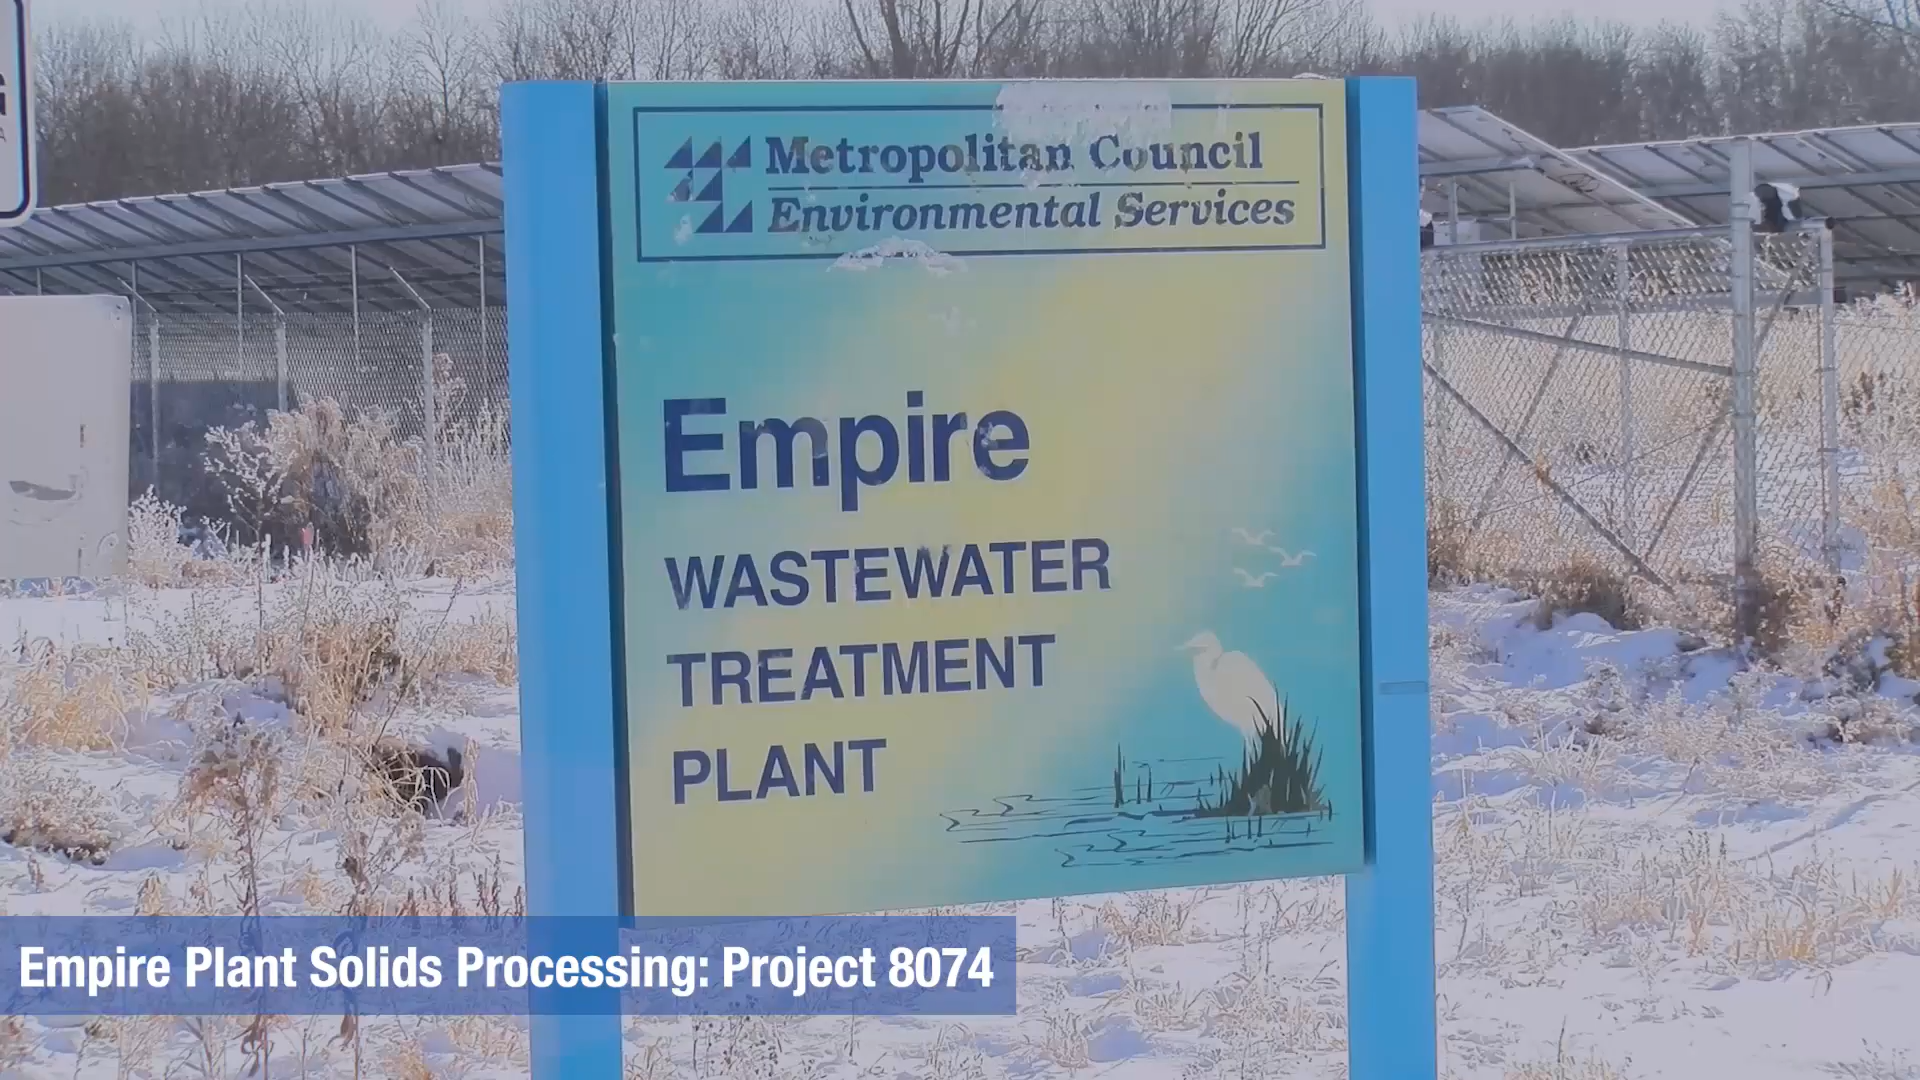 Metropolitan Council
Environmental Services
Empire
WASTEWATER
TREATMENT
PLANT
Empire Plant Solids Processing: Project 8074